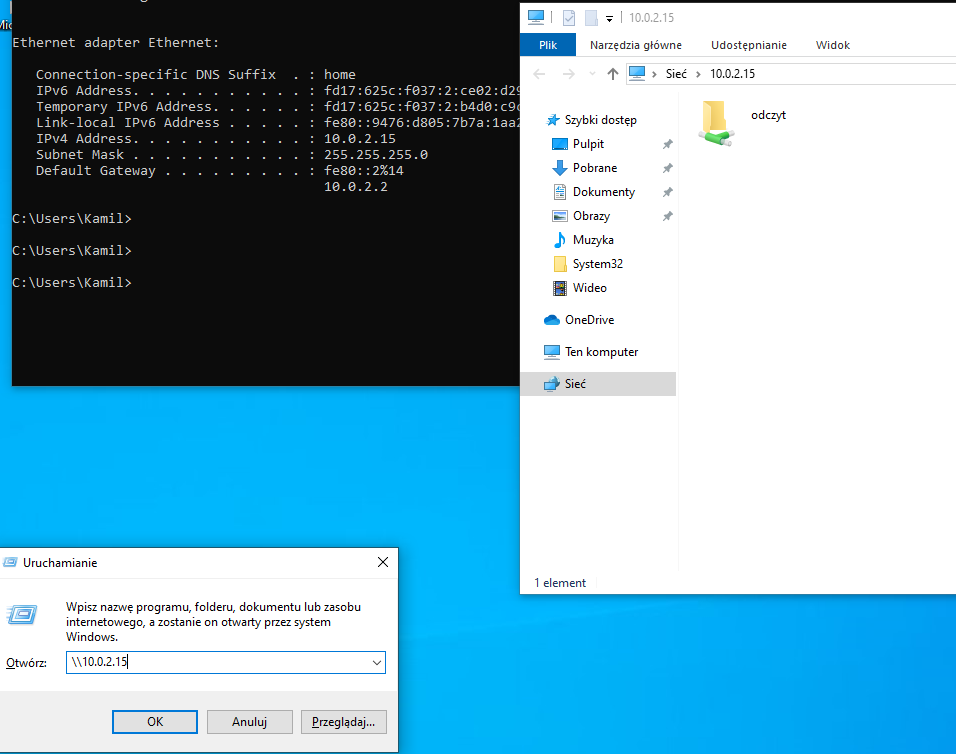 Ethernet adapter Ethernet:
Connection-specific DNS Suffix . : home
IPv6 Address. . . . . . . . . . . : fd17:625c:f037:2:ce02:d29
Temporary IPv6 Address. . . . . . : fd17:625c:f037:2:b4d0:c9c
Link-local IPv6 Address . . . . . : fe80::9476:d805:7b7a:1aa2
IPv4 Address. . . . . . . . . . . : 10.0.2.15
Subnet Mask . . . . . . . . . . . : 255.255.255.0
Default Gateway . . . . . . . . . : fe80::2%14
10.0.2.2
C:\Users\Kamil>
C:\Users\Kamil>
C:\Users\Kamil>
10.0.2.15
Plik Narzędzia główne Udostępnianie Widok
Sieć > 10.0.2.15
Szybki dostęp
Pulpit
Pobrane
Dokumenty
Obrazy
Muzyka
System32
Wideo
OneDrive
Ten komputer
Sieć
odczyt
1 element
Uruchamianie
Wpisz nazwę programu, folderu, dokumentu lub zasobu
internetowego, a zostanie on otwarty przez system
Windows.
Otwórz: \\10.0.2.15
OK Anuluj Przeglądaj...